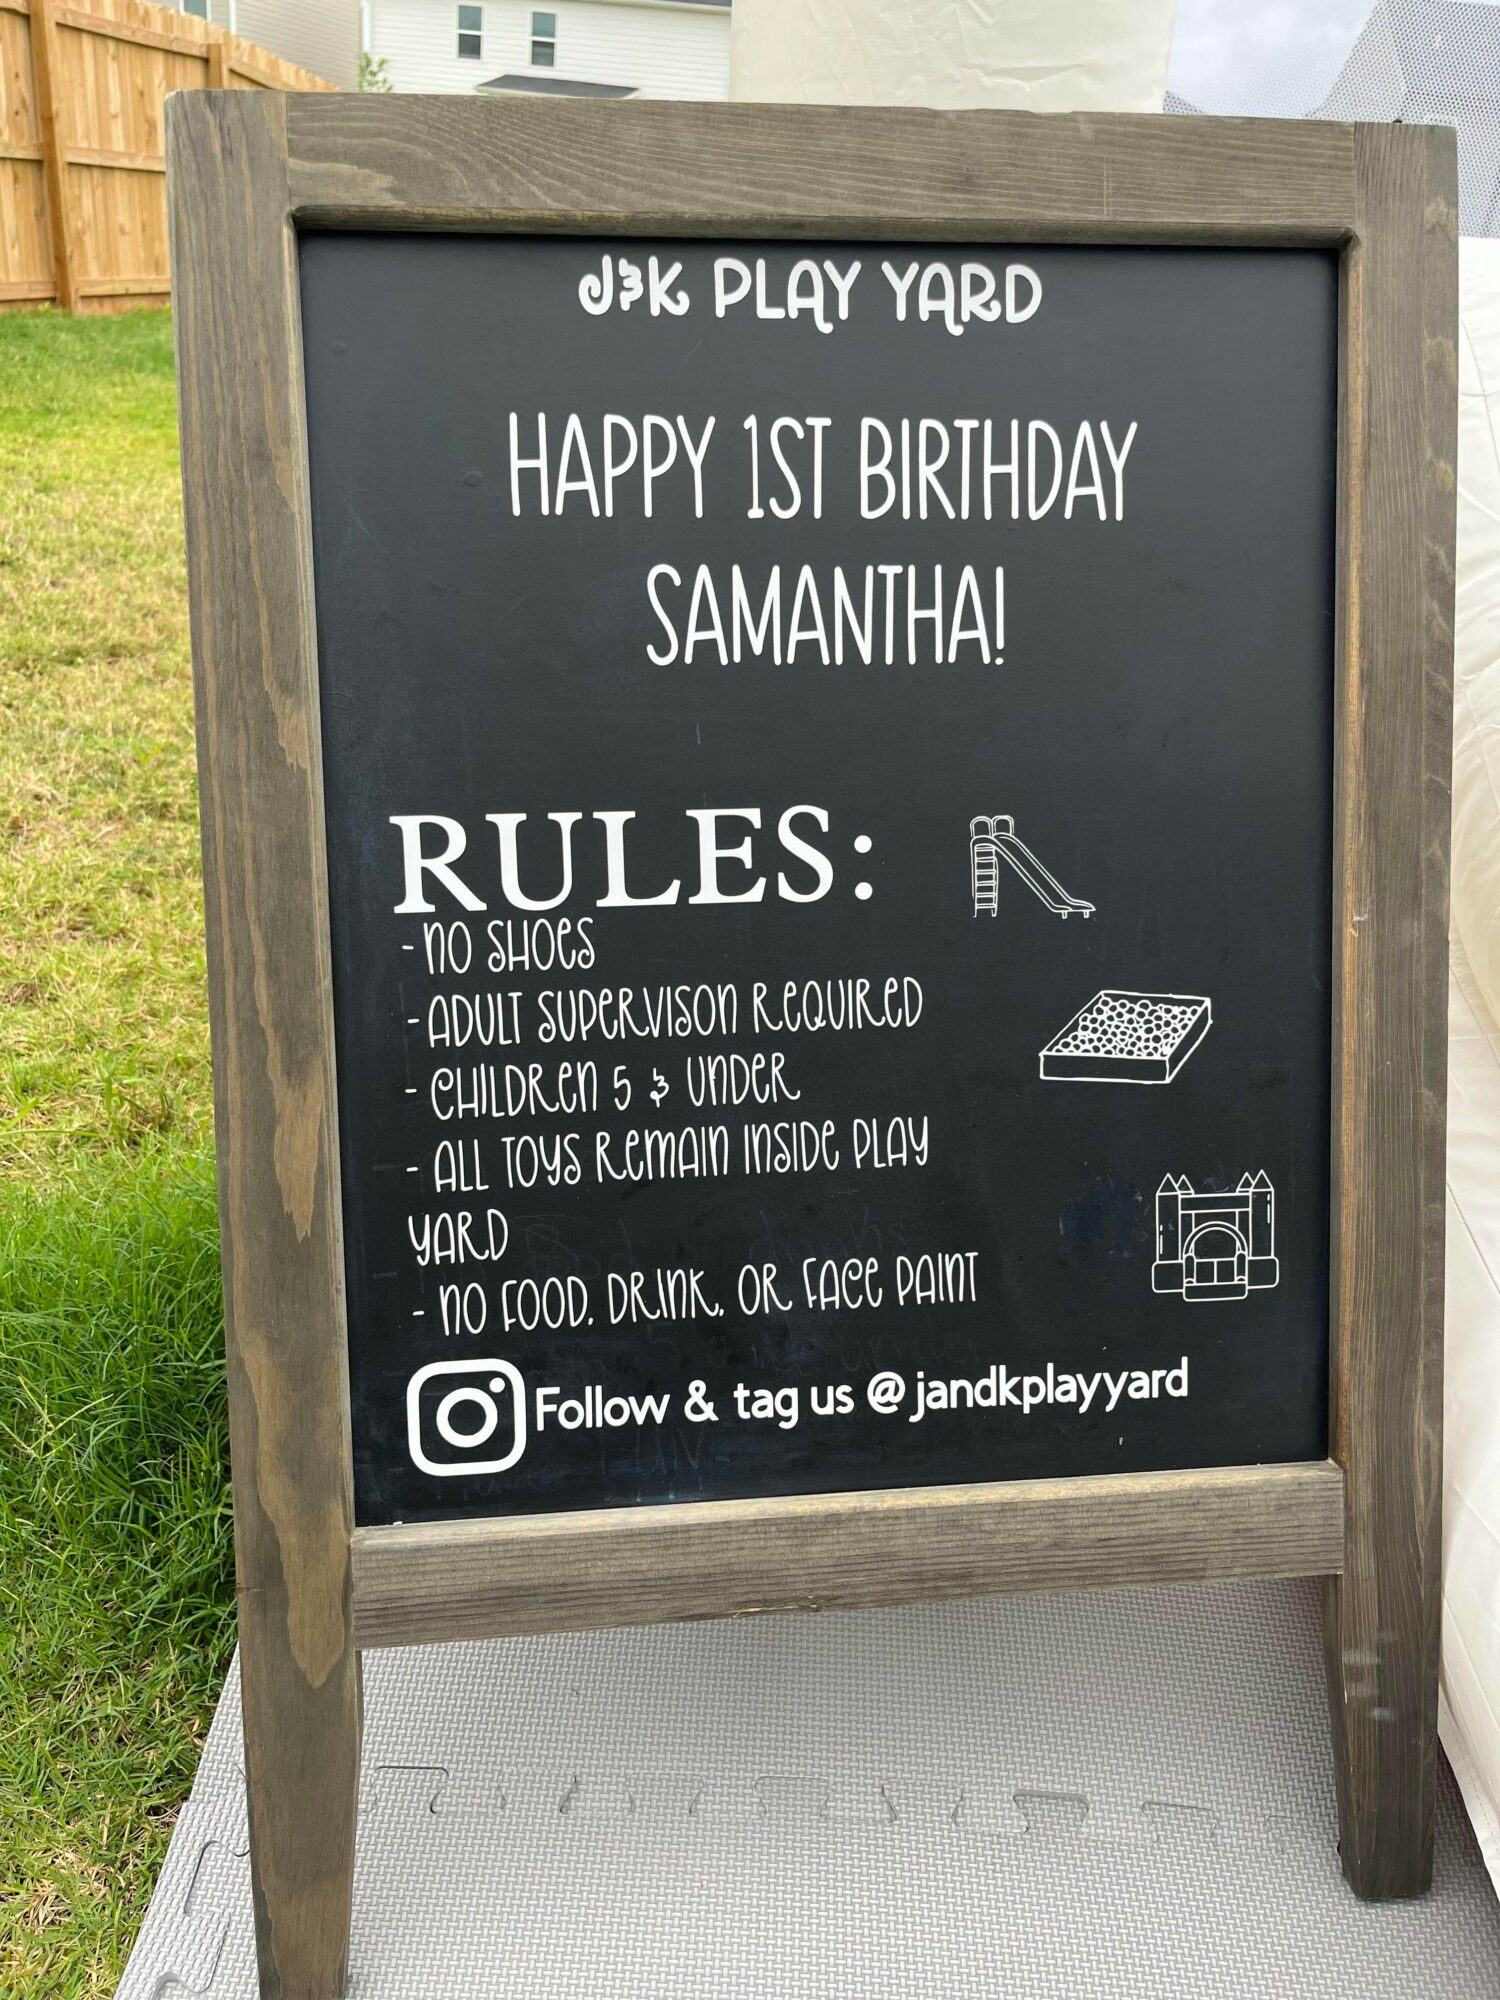 J&K PLAY YARD
HAPPY 1ST BIRTHDAY
SAMANTHA!
RULES:
- NO SHOES
- ADULT SUPERVISON REQUIRED
- CHILDREN 5 & UNDER
- ALL TOYS REMAIN INSIDE PLAY
YARD
- NO FOOD, DRINK, OR FACE PAINT
Follow & tag us @jandkplayyard